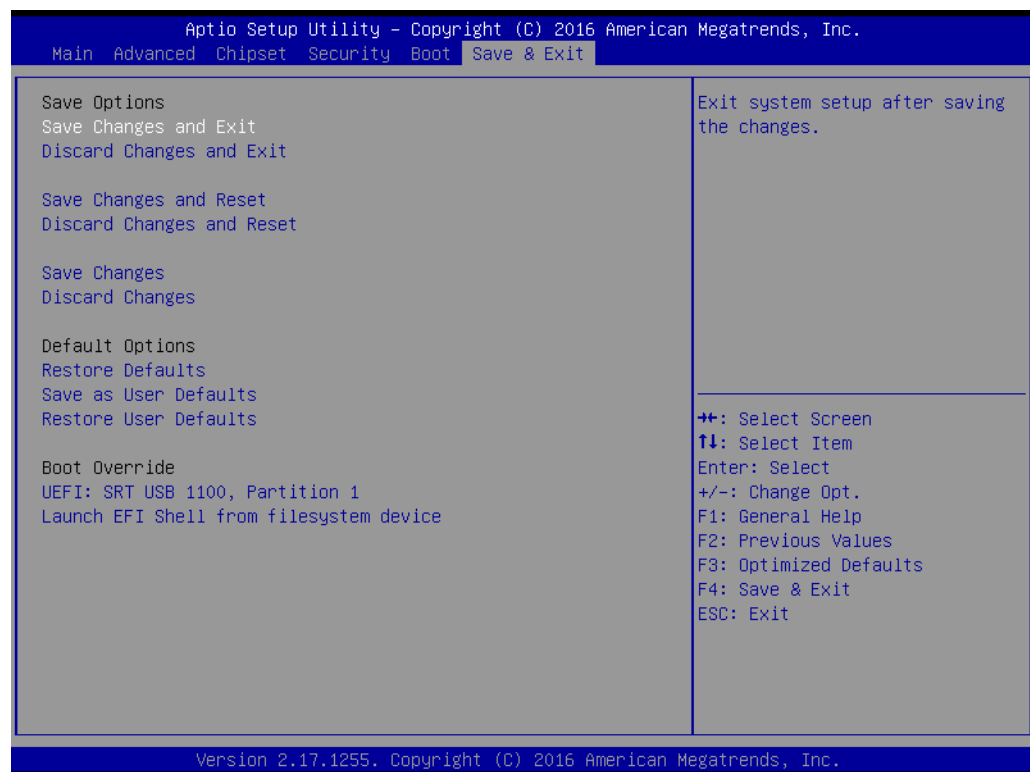 Aptio Setup Utility – Copyright (C) 2016 American Megatrends, Inc.
Main Advanced Chipset Security Boot Save & Exit
Save Options
Save Changes and Exit
Discard Changes and Exit
Save Changes and Reset
Discard Changes and Reset
Save Changes
Discard Changes
Default Options
Restore Defaults
Save as User Defaults
Restore User Defaults
Boot Override
UEFI: SRT USB 1100, Partition 1
Launch EFI Shell from filesystem device
Exit system setup after saving
the changes.
→←: Select Screen
↑↓: Select Item
Enter: Select
+/-: Change Opt.
F1: General Help
F2: Previous Values
F3: Optimized Defaults
F4: Save & Exit
ESC: Exit
Version 2.17.1255. Copyright (C) 2016 American Megatrends, Inc.